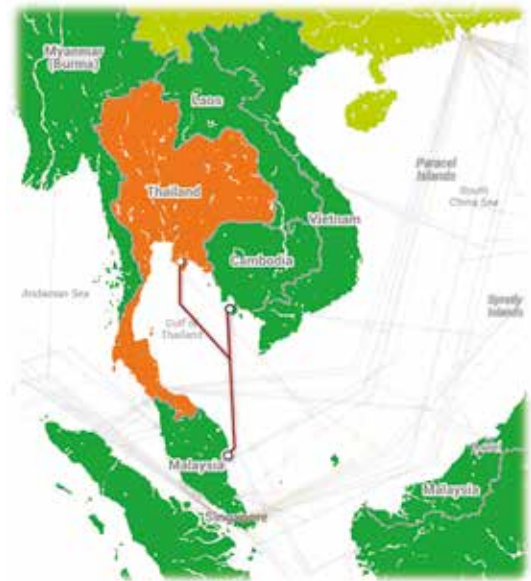 Myanmar
(Burma)
Laos
Thailand
Paracel
Islands
South
China Sea
Vietnam
Cambodia
Andaman Sea
Spratly
Islands
Gulf of
Thailand
Malaysia
Malaysia
Singapore